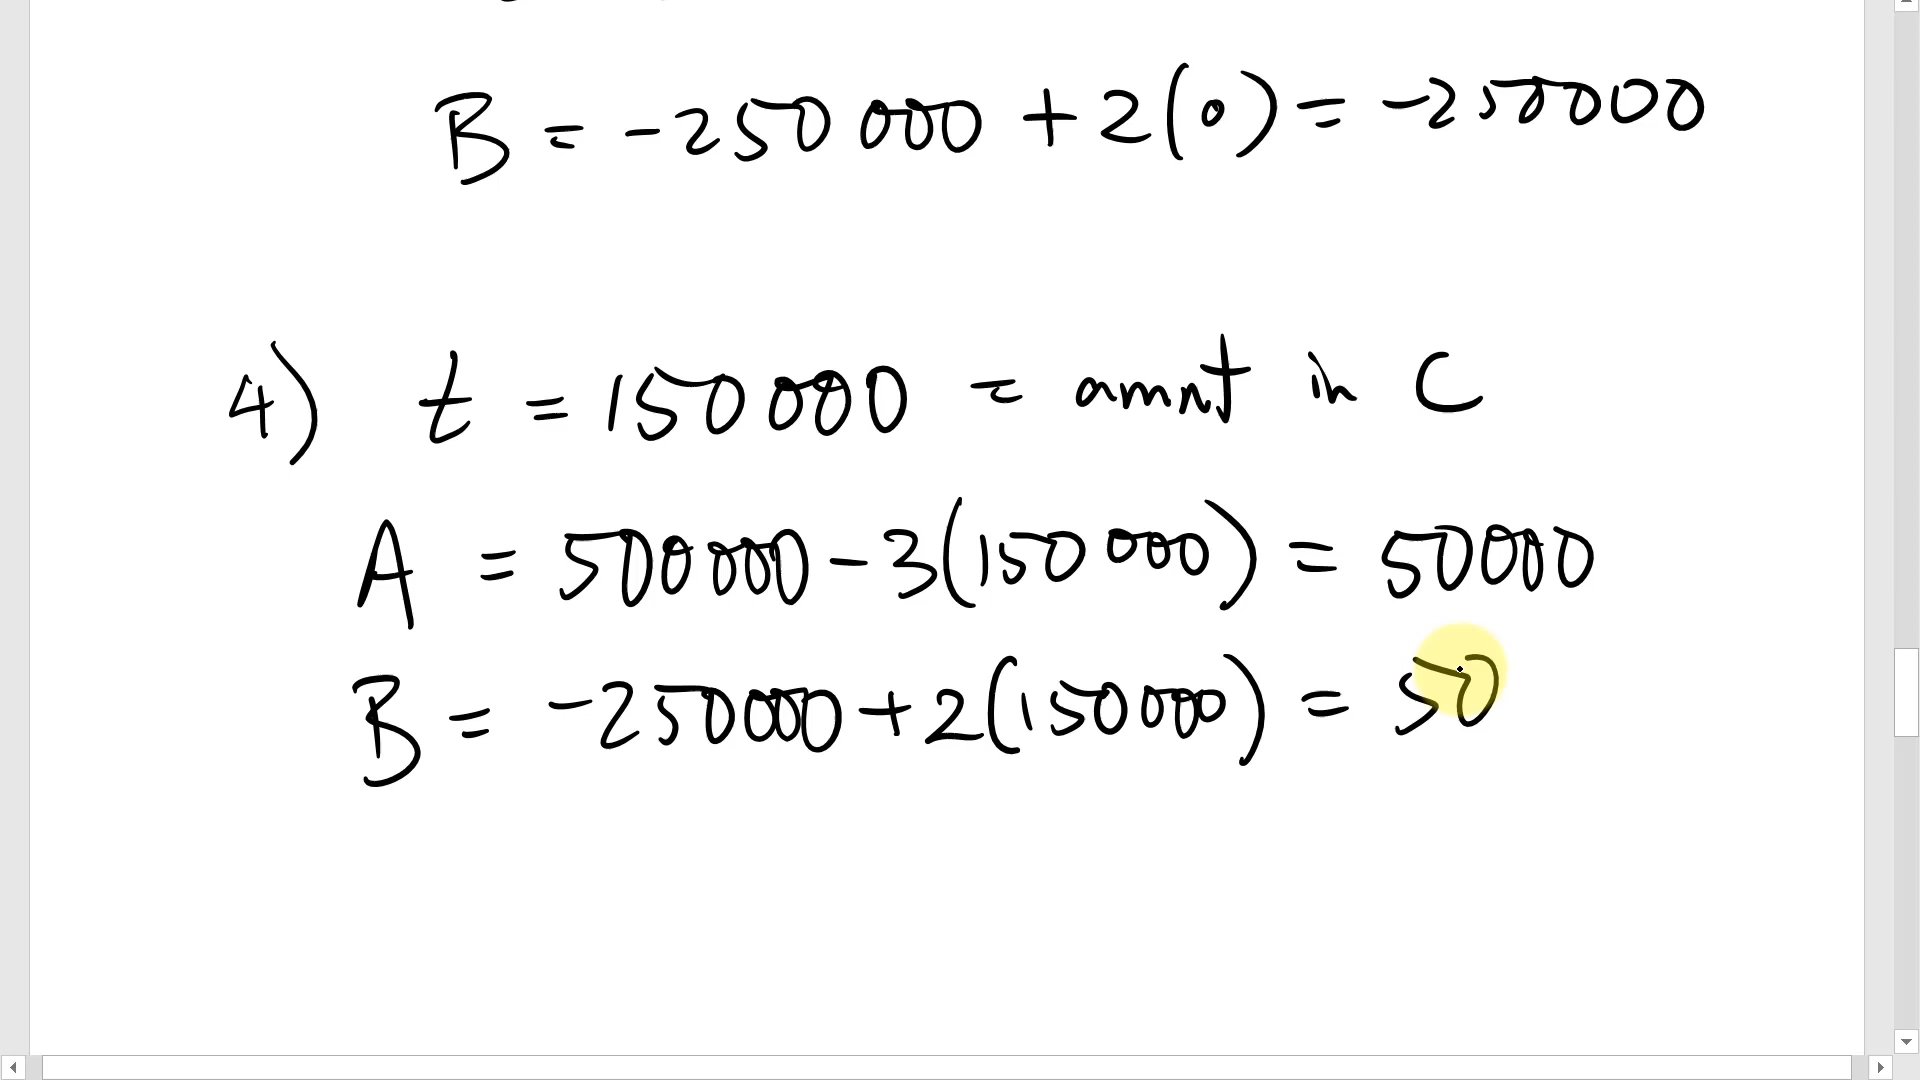 B = -250000 + 2(0) = -250000
4) t = 150000 = amnt in C
A = 500000 - 3(150000) = 50000
B = -250000 + 2(150000) = 50